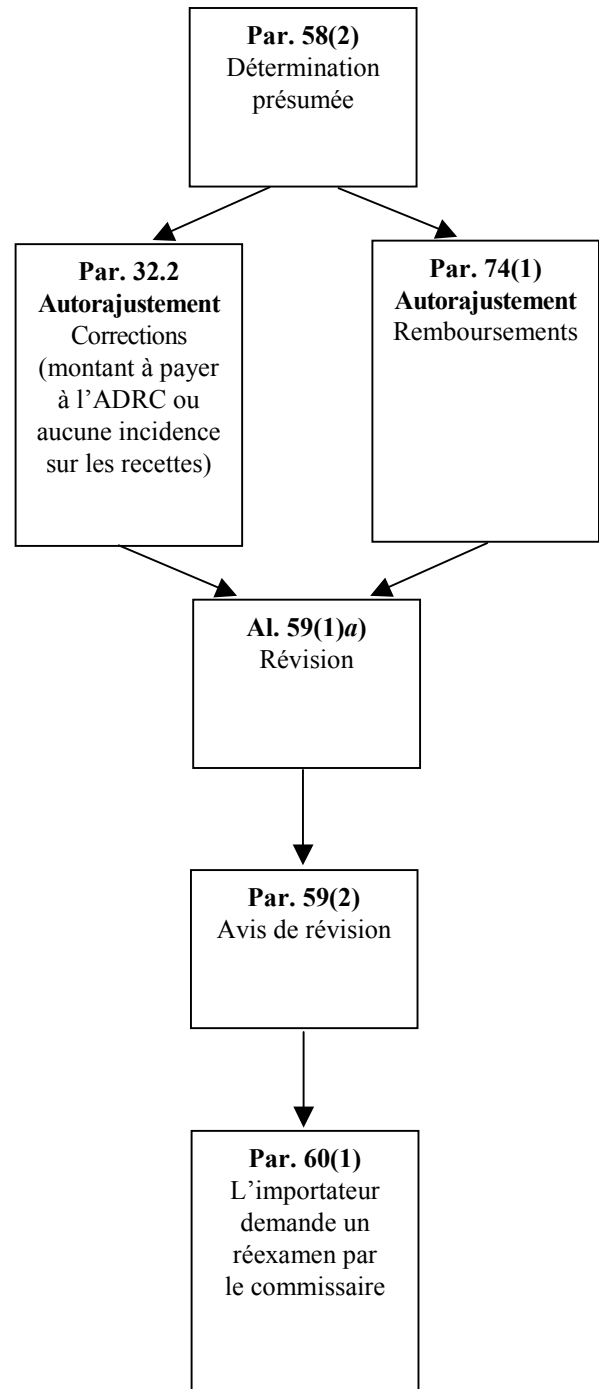 Par. 58(2)
Détermination
présumée
Par. 32.2
Autorajustement
Corrections
(montant à payer
à l’ADRC ou
aucune incidence
sur les recettes)
Par. 74(1)
Autorajustement
Remboursements
Al. 59(1)a)
Révision
Par. 59(2)
Avis de révision
Par. 60(1)
L’importateur
demande un
réexamen par
le commissaire